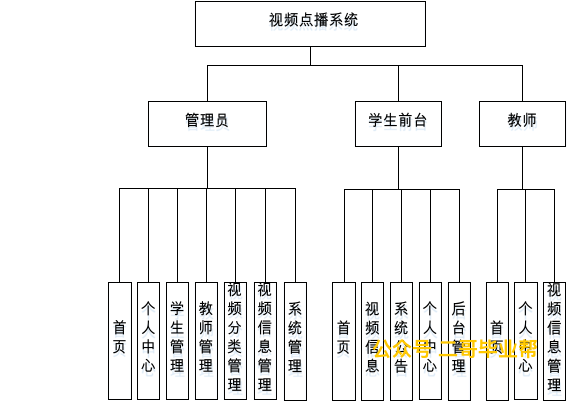 视频点播系统
管理员
学生前台
教师
首页
个人中心
学生管理
教师管理
视频分类管理
视频信息管理
系统管理
首页
视频信息
系统公告
个人中心
后台管理
首页
个人中心
视频信息管理
公众号 二哥毕业帮